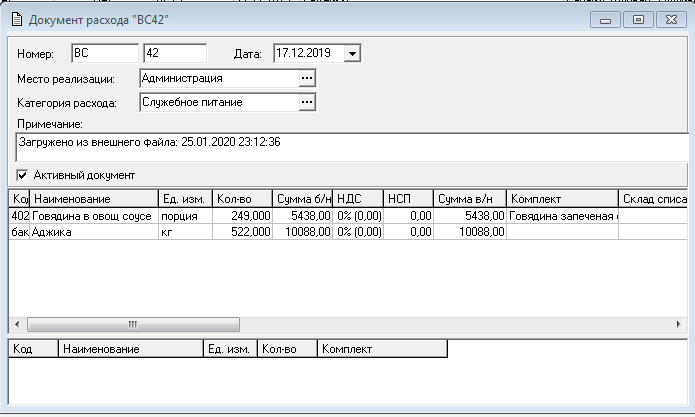 Документ расхода "ВС42"
Номер: ВС 42 Дата: 17.12.2019
Место реализации: Администрация ...
Категория расхода: Служебное питание ...
Примечание:
Загружено из внешнего файла: 25.01.2020 23:12:36
Активный документ
Код Наименование Ед. изм. Кол-во Сумма б/н НДС НСП Сумма в/н Комплект Склад списа
402 Говядина в овощ соусе порция 249,000 5438,00 0% (0,00) 0,00 5438,00 Говядина запеченая
бак Аджика кг 522,000 10088,00 0% (0,00) 0,00 10088,00
Код Наименование Ед. изм. Кол-во Комплект